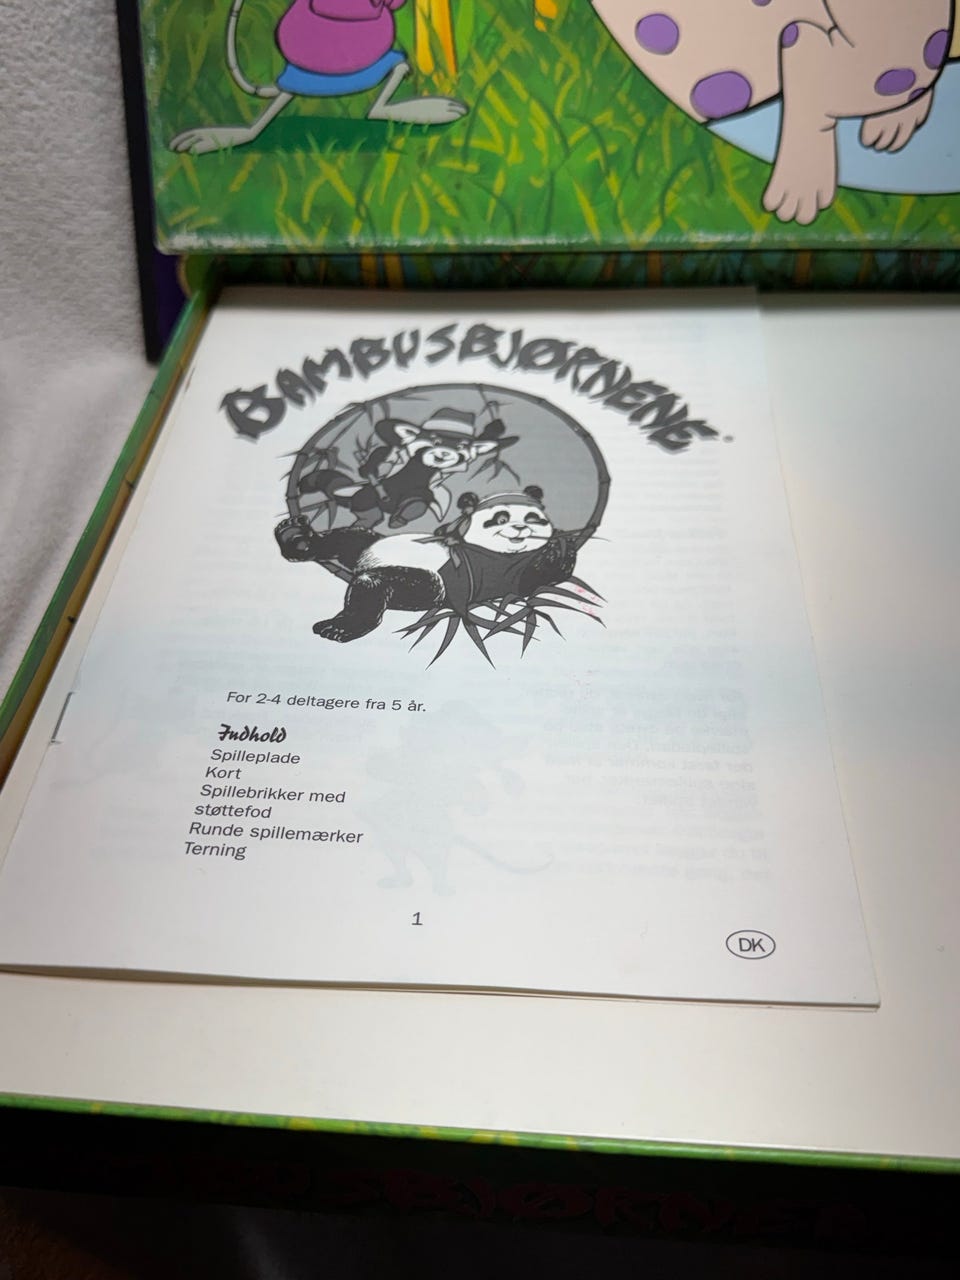 BAMBUSBJØRNENE
For 2-4 deltagere fra 5 år.
Indhold
Spilleplade
Kort
Spillebrikker med
støttefod
Runde spillemærker
Terning
1
DK